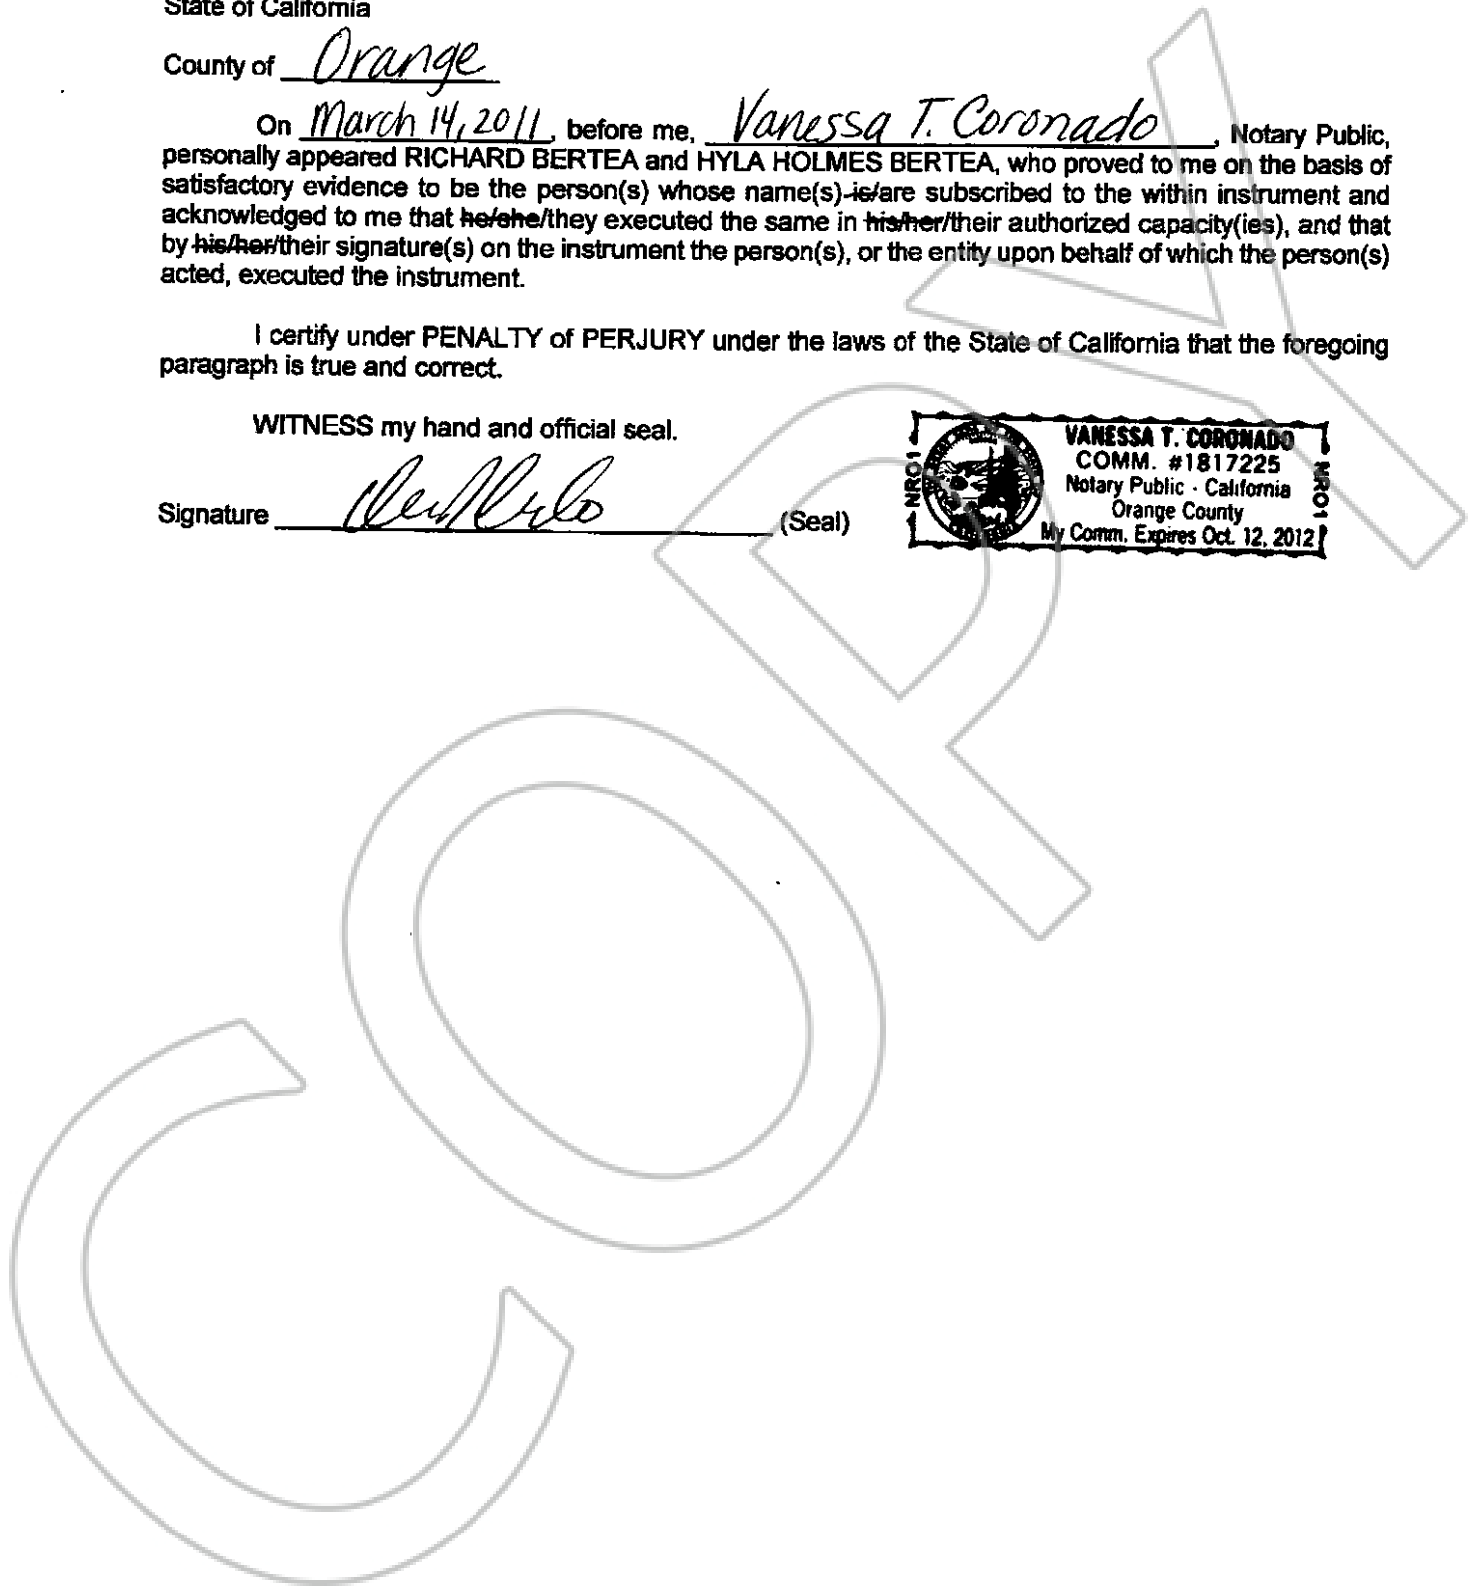 State of California
County of Orange
On March 14, 2011, before me, Vanessa T. Coronado, Notary Public,
personally appeared RICHARD BERTEA and HYLA HOLMES BERTEA, who proved to me on the basis of
satisfactory evidence to be the person(s) whose name(s) is/are subscribed to the within instrument and
acknowledged to me that he/she/they executed the same in his/her/their authorized capacity(ies), and that
by his/her/their signature(s) on the instrument the person(s), or the entity upon behalf of which the person(s)
acted, executed the instrument.
I certify under PENALTY of PERJURY under the laws of the State of California that the foregoing
paragraph is true and correct.
WITNESS my hand and official seal.
Signature (Seal)
VANESSA T. CORONADO
COMM. #1817225
Notary Public - California
Orange County
My Comm. Expires Oct. 12, 2012
NRO1
NRO1
COPY